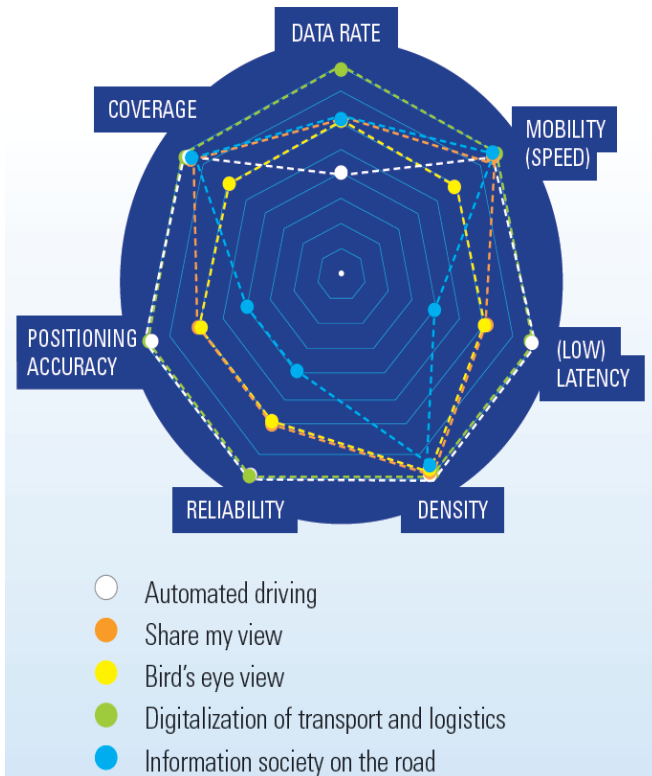 DATA RATE
COVERAGE
MOBILITY
(SPEED)
POSITIONING
ACCURACY
(LOW)
LATENCY
RELIABILITY
DENSITY
Automated driving
Share my view
Bird's eye view
Digitalization of transport and logistics
Information society on the road